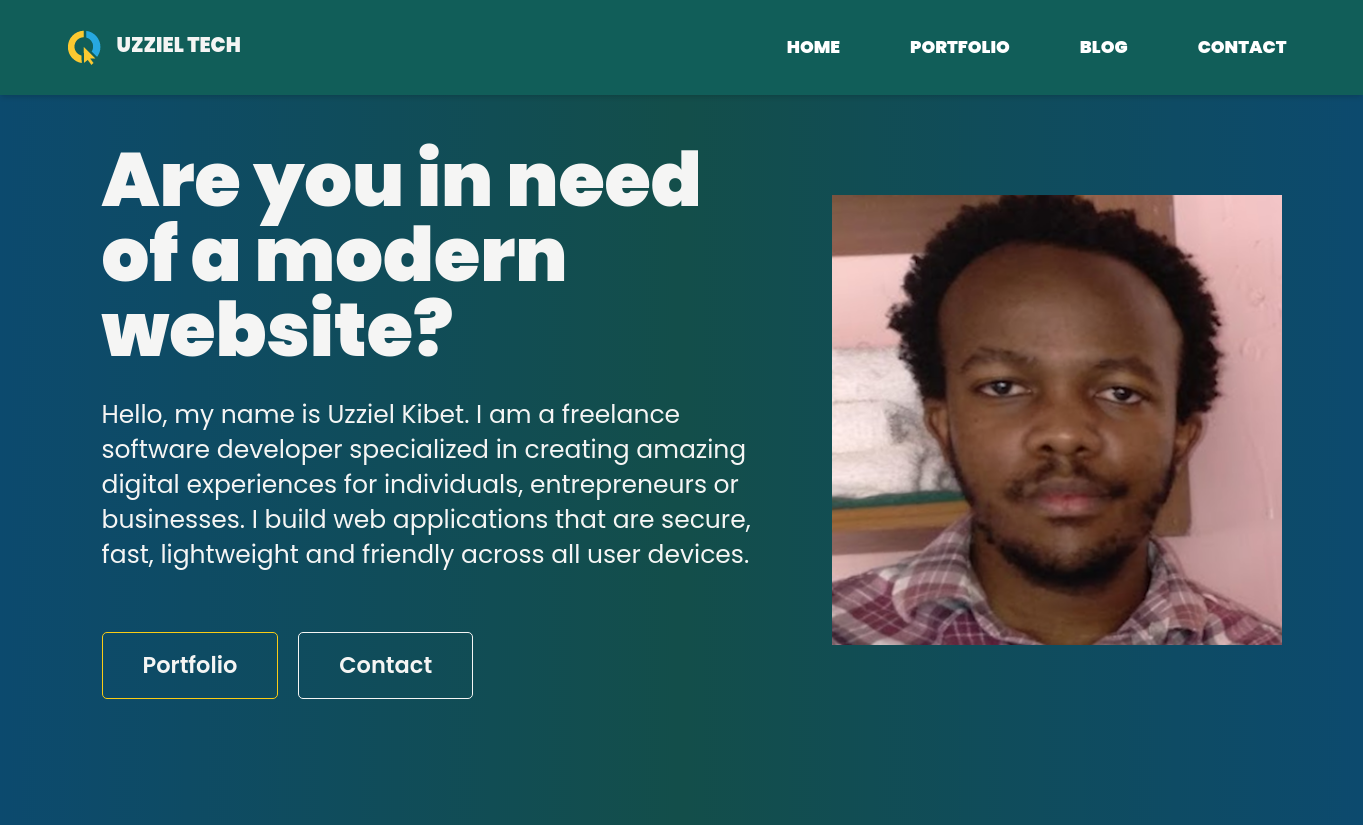 UZZIEL TECH
HOME PORTFOLIO BLOG CONTACT
Are you in need
of a modern
website?
Hello, my name is Uzziel Kibet. I am a freelance
software developer specialized in creating amazing
digital experiences for individuals, entrepreneurs or
businesses. I build web applications that are secure,
fast, lightweight and friendly across all user devices.
Portfolio Contact